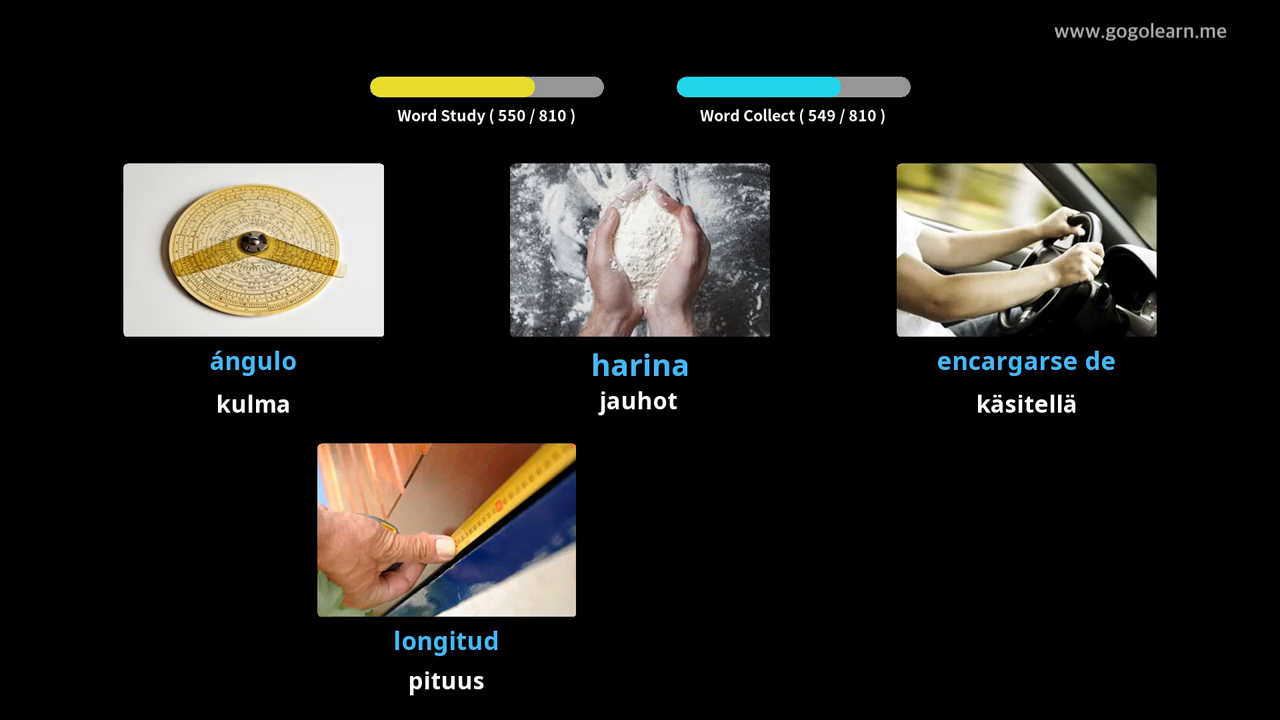 www.gogolearn.me
Word Study ( 550 / 810 )
Word Collect ( 549 / 810 )
ángulo
kulma
harina
jauhot
encargarse de
käsitellä
longitud
pituus